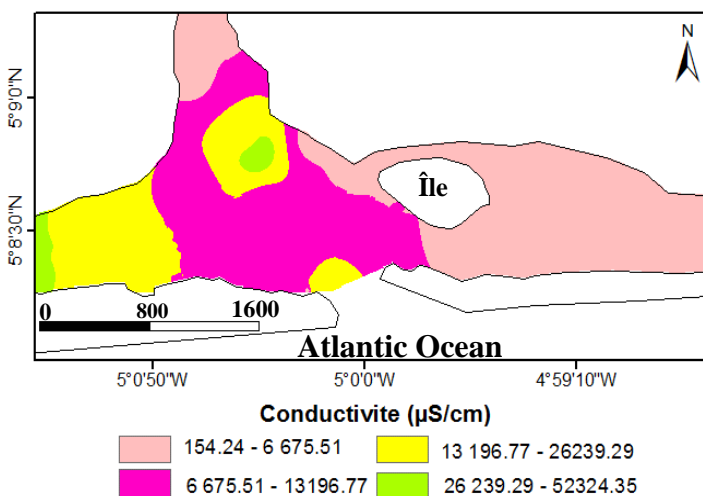 N
5°9'0"N
5°8'30"N
Île
0 800 1600
Atlantic Ocean
5°0'50"W 5°0'0"W 4°59'10"W
Conductivite (µS/cm)
154.24 - 6 675.51 13 196.77 - 26239.29
6 675.51 - 13196.77 26 239.29 - 52324.35